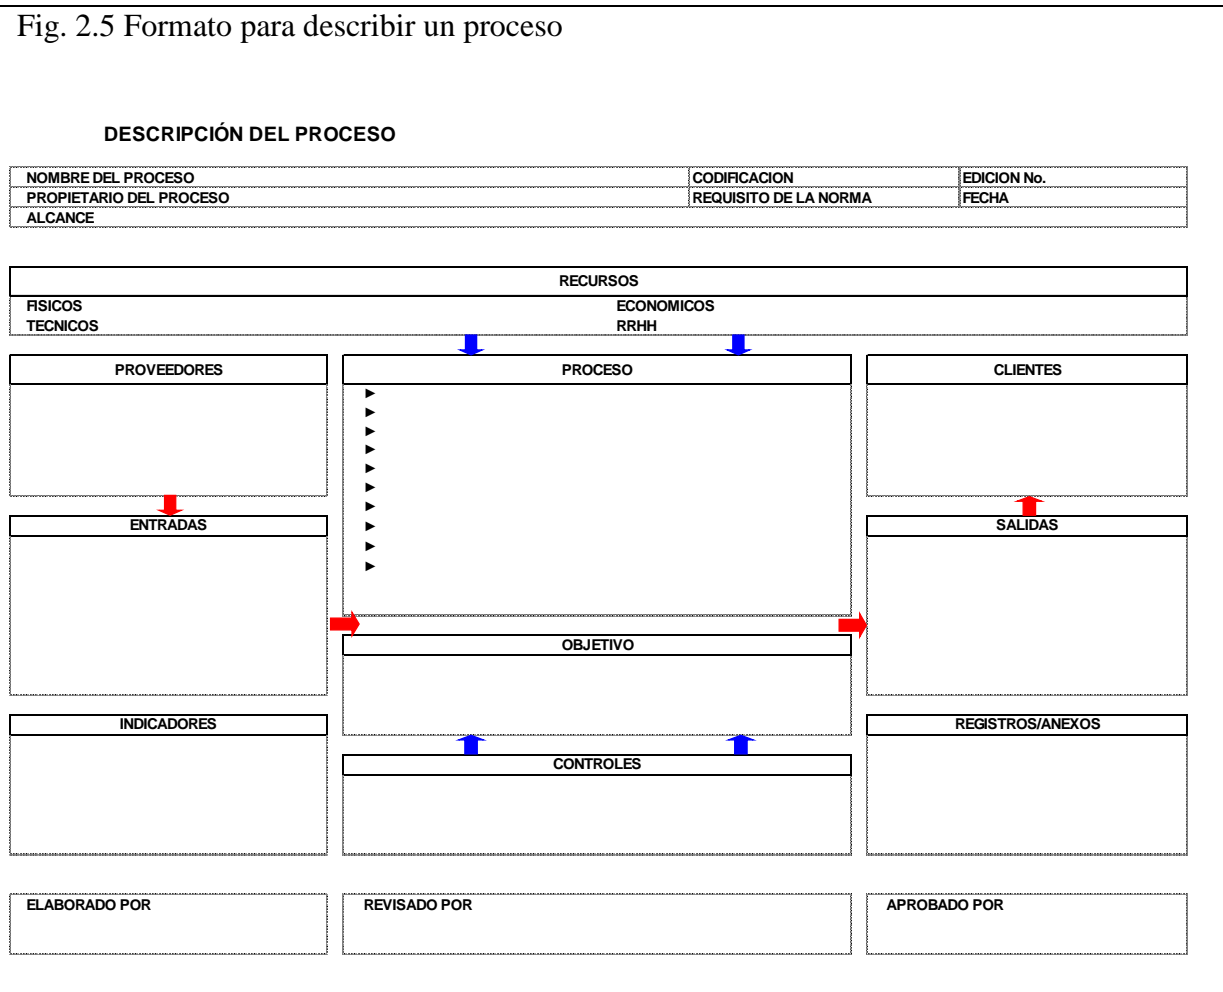 Fig. 2.5 Formato para describir un proceso
DESCRIPCIÓN DEL PROCESO
NOMBRE DEL PROCESO CODIFICACION EDICION No.
PROPIETARIO DEL PROCESO REQUISITO DE LA NORMA FECHA
ALCANCE
RECURSOS
FISICOS ECONOMICOS
TECNICOS RRHH
PROVEEDORES PROCESO CLIENTES
►
►
►
►
►
►
►
►
►
►
ENTRADAS SALIDAS
OBJETIVO
INDICADORES REGISTROS/ANEXOS
CONTROLES
ELABORADO POR REVISADO POR APROBADO POR